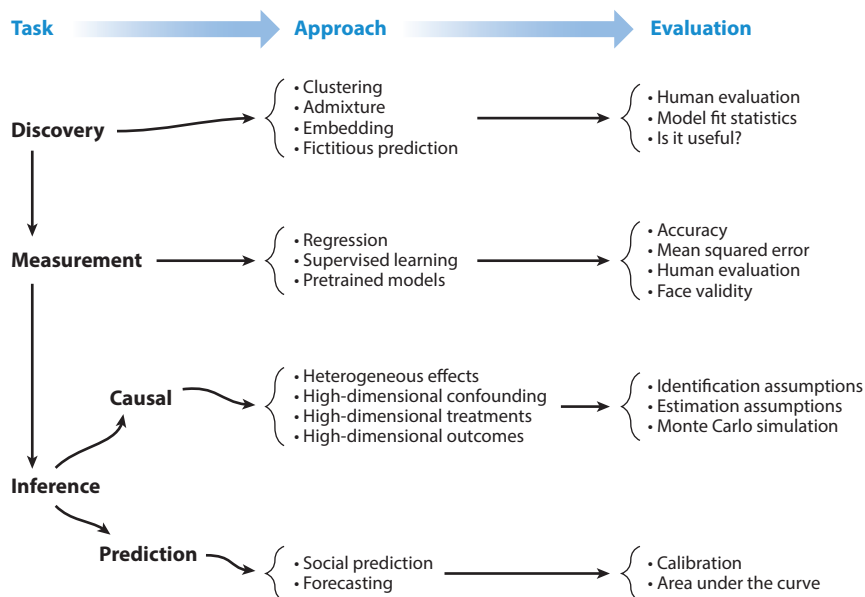 Task Approach Evaluation
Discovery
• Clustering
• Admixture
• Embedding
• Fictitious prediction
• Human evaluation
• Model fit statistics
• Is it useful?
Measurement
• Regression
• Supervised learning
• Pretrained models
• Accuracy
• Mean squared error
• Human evaluation
• Face validity
Causal
• Heterogeneous effects
• High-dimensional confounding
• High-dimensional treatments
• High-dimensional outcomes
• Identification assumptions
• Estimation assumptions
• Monte Carlo simulation
Inference
Prediction
• Social prediction
• Forecasting
• Calibration
• Area under the curve